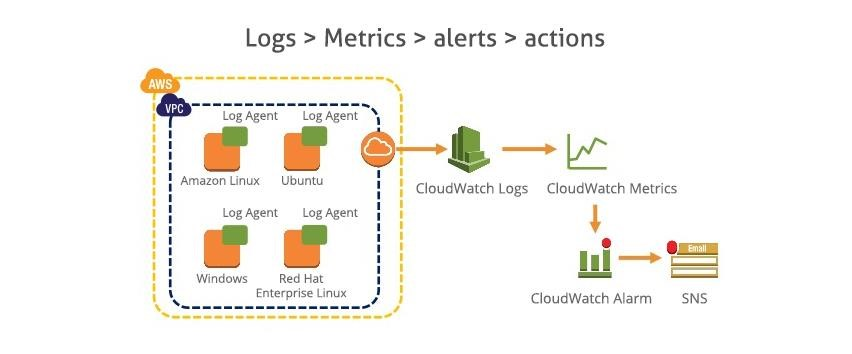 Logs > Metrics > alerts > actions
AWS
VPC
Log Agent
Log Agent
Amazon Linux
Ubuntu
Log Agent
Log Agent
Windows
Red Hat
Enterprise Linux
CloudWatch Logs
CloudWatch Metrics
Email
CloudWatch Alarm
SNS